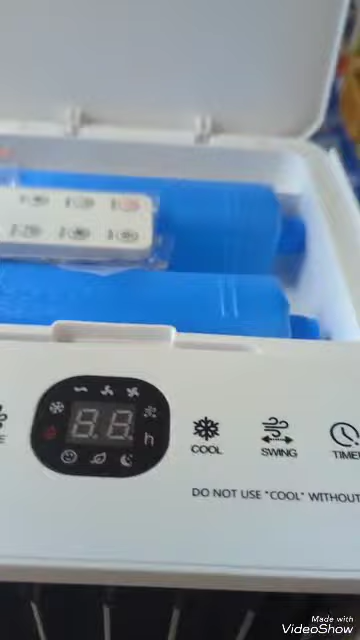 8.8.
h
COOL
SWING
DO NOT USE "COOL" WITHOUT
Made with
VideoShow